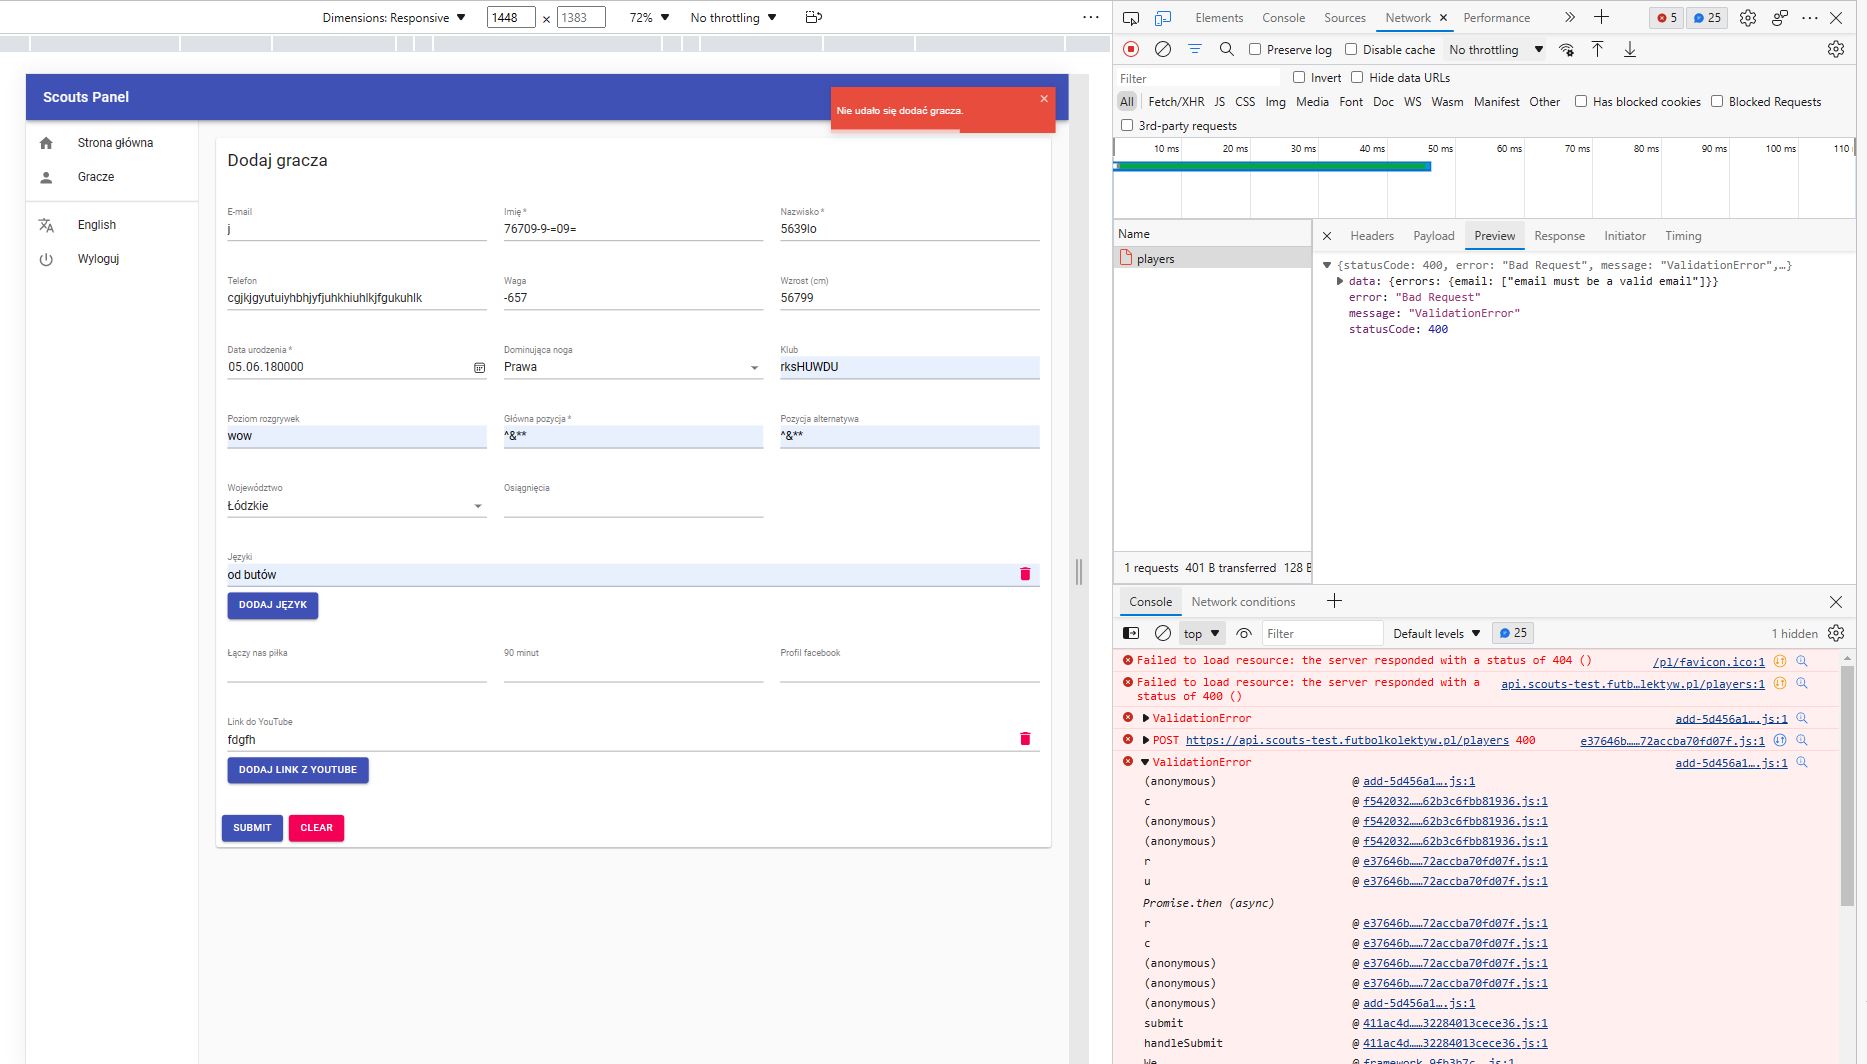 Dimensions: Responsive ▼ 1448 × 1383 72% ▼ No throttling ▼
Scouts Panel
Nie udało się dodać gracza.
Strona główna
Gracze
English
Wyloguj
Dodaj gracza
E-mail Imię * Nazwisko *
j 76709-9-=09= 5639lo
Telefon Waga Wzrost (cm)
cgjkjgyutuiyhbhjyfjuhkhiuhlkjfgukuhlk -657 56799
Data urodzenia * Dominująca noga Klub
05.06.180000 Prawa rksHUWDU
Poziom rozgrywek Główna pozycja * Pozycja alternatywa
wow ^&** ^&**
Województwo Osiągnięcia
Łódzkie
Języki
od butów
DODAJ JĘZYK
Łączy nas piłka 90 minut Profil facebook
Link do YouTube
fdgfh
DODAJ LINK Z YOUTUBE
SUBMIT CLEAR
Elements Console Sources Network Performance 5 25
Preserve log Disable cache No throttling ▼
Filter Invert Hide data URLs
All Fetch/XHR JS CSS Img Media Font Doc WS Wasm Manifest Other Has blocked cookies Blocked Requests
3rd-party requests
10 ms 20 ms 30 ms 40 ms 50 ms 60 ms 70 ms 80 ms 90 ms 100 ms 110
Name
players
1 requests 401 B transferred 128 B
Headers Payload Preview Response Initiator Timing
{statusCode: 400, error: "Bad Request", message: "ValidationError",…}
data: {errors: {email: ["email must be a valid email"]}}
error: "Bad Request"
message: "ValidationError"
statusCode: 400
Console Network conditions
top ▼ Filter Default levels ▼ 25 1 hidden
Failed to load resource: the server responded with a status of 404 () /pl/favicon.ico:1
Failed to load resource: the server responded with a api.scouts-test.futb…lektyw.pl/players:1
status of 400 ()
ValidationError add-5d456a1….js:1
POST https://api.scouts-test.futbolkolektyw.pl/players 400 e37646b……72accba70fd07f.js:1
ValidationError add-5d456a1….js:1
(anonymous) @ add-5d456a1….js:1
c @ f542032……62b3c6fbb81936.js:1
(anonymous) @ f542032……62b3c6fbb81936.js:1
(anonymous) @ f542032……62b3c6fbb81936.js:1
r @ e37646b……72accba70fd07f.js:1
u @ e37646b……72accba70fd07f.js:1
Promise.then (async)
r @ e37646b……72accba70fd07f.js:1
c @ e37646b……72accba70fd07f.js:1
(anonymous) @ e37646b……72accba70fd07f.js:1
(anonymous) @ e37646b……72accba70fd07f.js:1
(anonymous) @ add-5d456a1….js:1
submit @ 411ac4d……32284013cece36.js:1
handleSubmit @ 411ac4d……32284013cece36.js:1
We @ framework-9fb3b7c….js:1